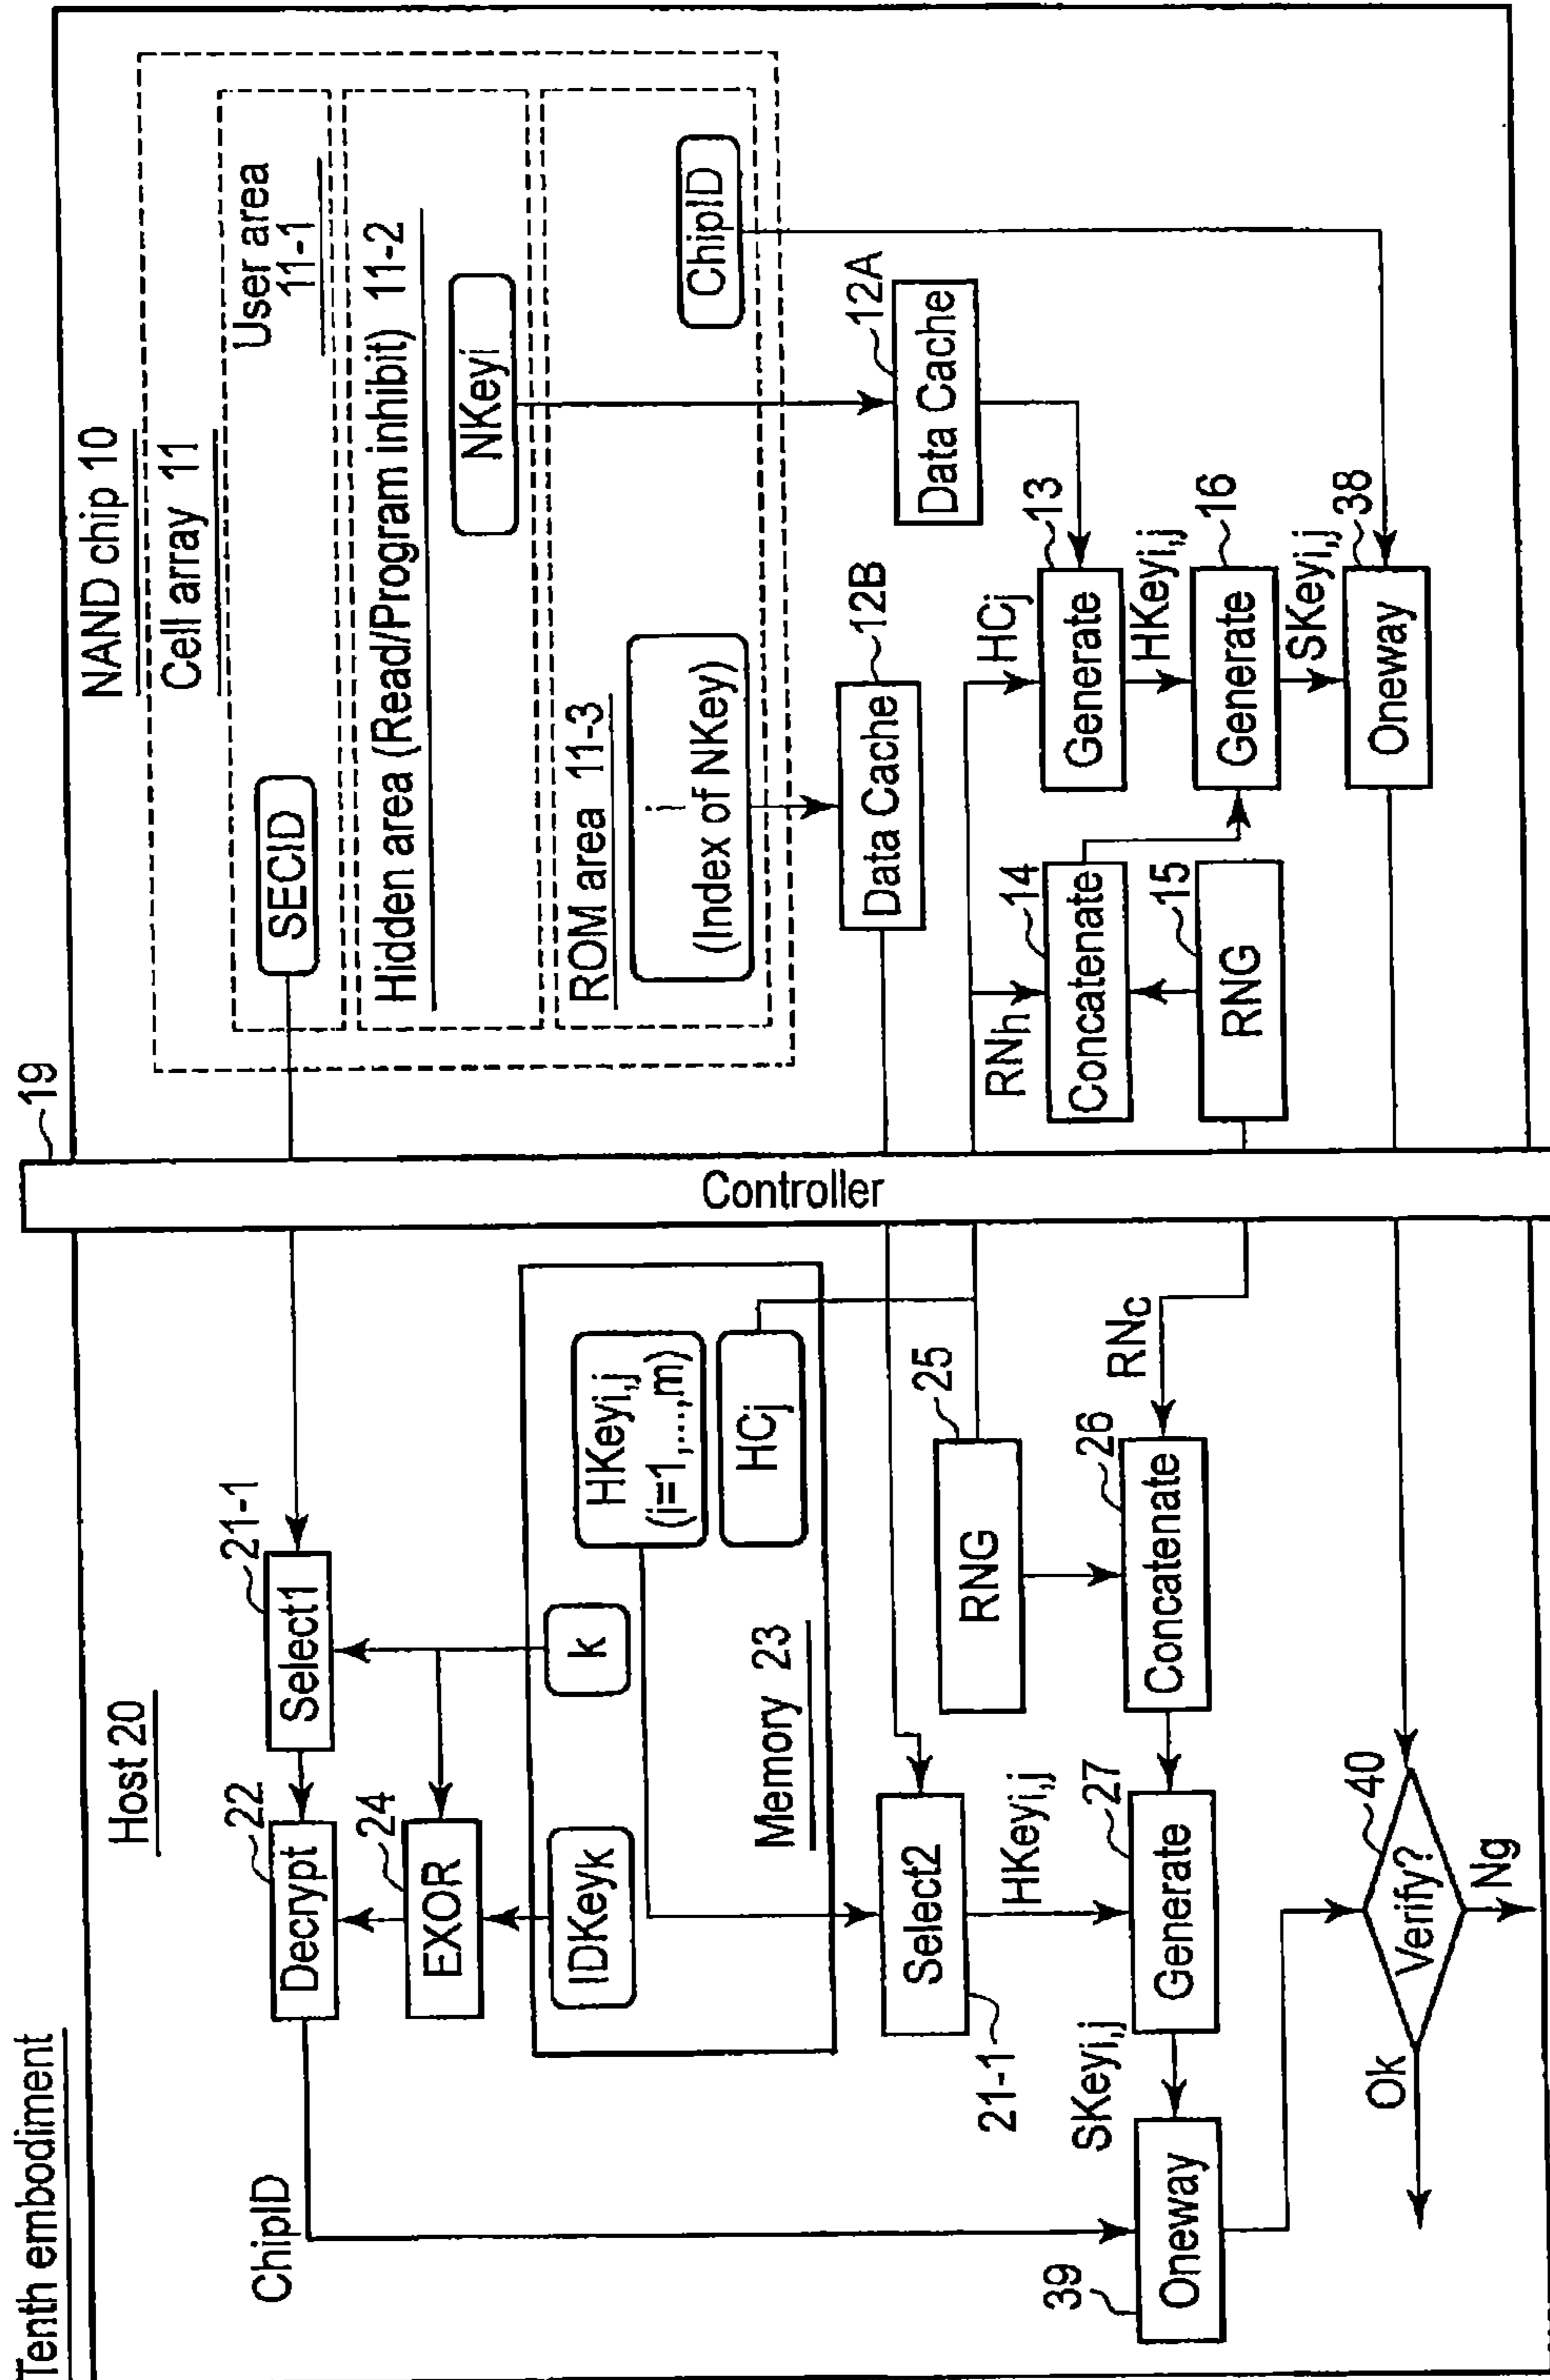 Tenth embodiment
Host 20
ChipID
Decrypt
22
Select1
21-1
EXOR
24
IDKeyk
k
HKeyi,j
(i=1,...,m)
HCj
Memory 23
Select2
21-1
HKeyi,j
RNG
25
RNC
Concatenate
26
Generate
27
SKeyi,j
Oneway
39
Verify?
40
Ok
Ng
Controller
19
NAND chip 10
Cell array 11
User area
11-1
SECID
Hidden area (Read/Program inhibit) 11-2
NKeyi
ROM area 11-3
i
(Index of NKey)
ChipID
Data Cache
12B
Data Cache
12A
HCj
Generate
13
HKeyi,j
RNh
Concatenate
14
RNG
15
Generate
16
SKeyi,j
Oneway
38